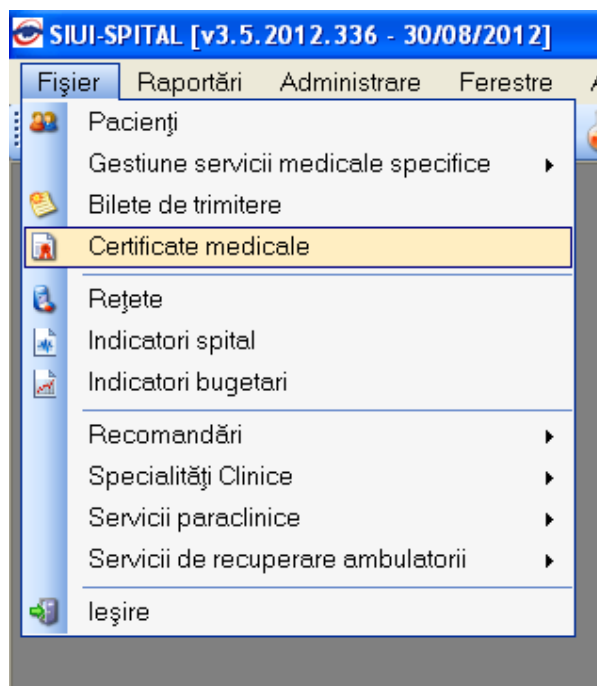 SIUI-SPITAL [v3.5.2012.336 - 30/08/2012]
Fişier Raportări Administrare Ferestre
Pacienţi
Gestiune servicii medicale specifice
Bilete de trimitere
Certificate medicale
Reţete
Indicatori spital
Indicatori bugetari
Recomandări
Specialităţi Clinice
Servicii paraclinice
Servicii de recuperare ambulatorii
Ieşire